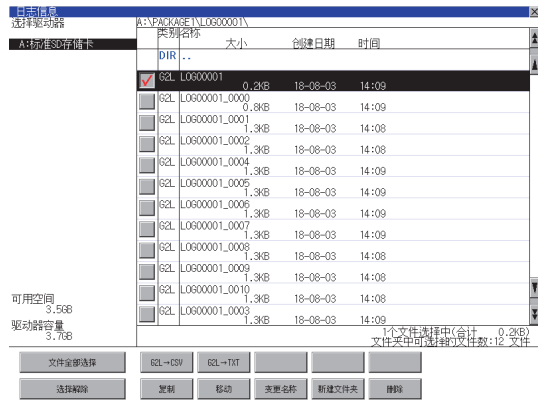 日志信息
选择驱动器 A:\PACKAGE1\LOG00001\
A:标准SD存储卡
类别 名称 大小 创建日期 时间
DIR ..
G2L LOG00001 0.2KB 18-08-03 14:09
G2L LOG00001_0000 0.8KB 18-08-03 14:09
G2L LOG00001_0001 1.3KB 18-08-03 14:08
G2L LOG00001_0002 1.3KB 18-08-03 14:08
G2L LOG00001_0004 1.3KB 18-08-03 14:09
G2L LOG00001_0005 1.3KB 18-08-03 14:09
G2L LOG00001_0006 1.3KB 18-08-03 14:09
G2L LOG00001_0007 1.3KB 18-08-03 14:09
G2L LOG00001_0008 1.3KB 18-08-03 14:08
G2L LOG00001_0009 1.3KB 18-08-03 14:08
G2L LOG00001_0010 1.3KB 18-08-03 14:08
G2L LOG00001_0003 1.3KB 18-08-03 14:09
可用空间
3.5GB
驱动器容量
3.7GB
1个文件选择中(合计 0.2KB)
文件夹中可选择的文件数:12 文件
文件全部选择 G2L→CSV G2L→TXT
选择解除 复制 移动 变更名称 新建文件夹 删除